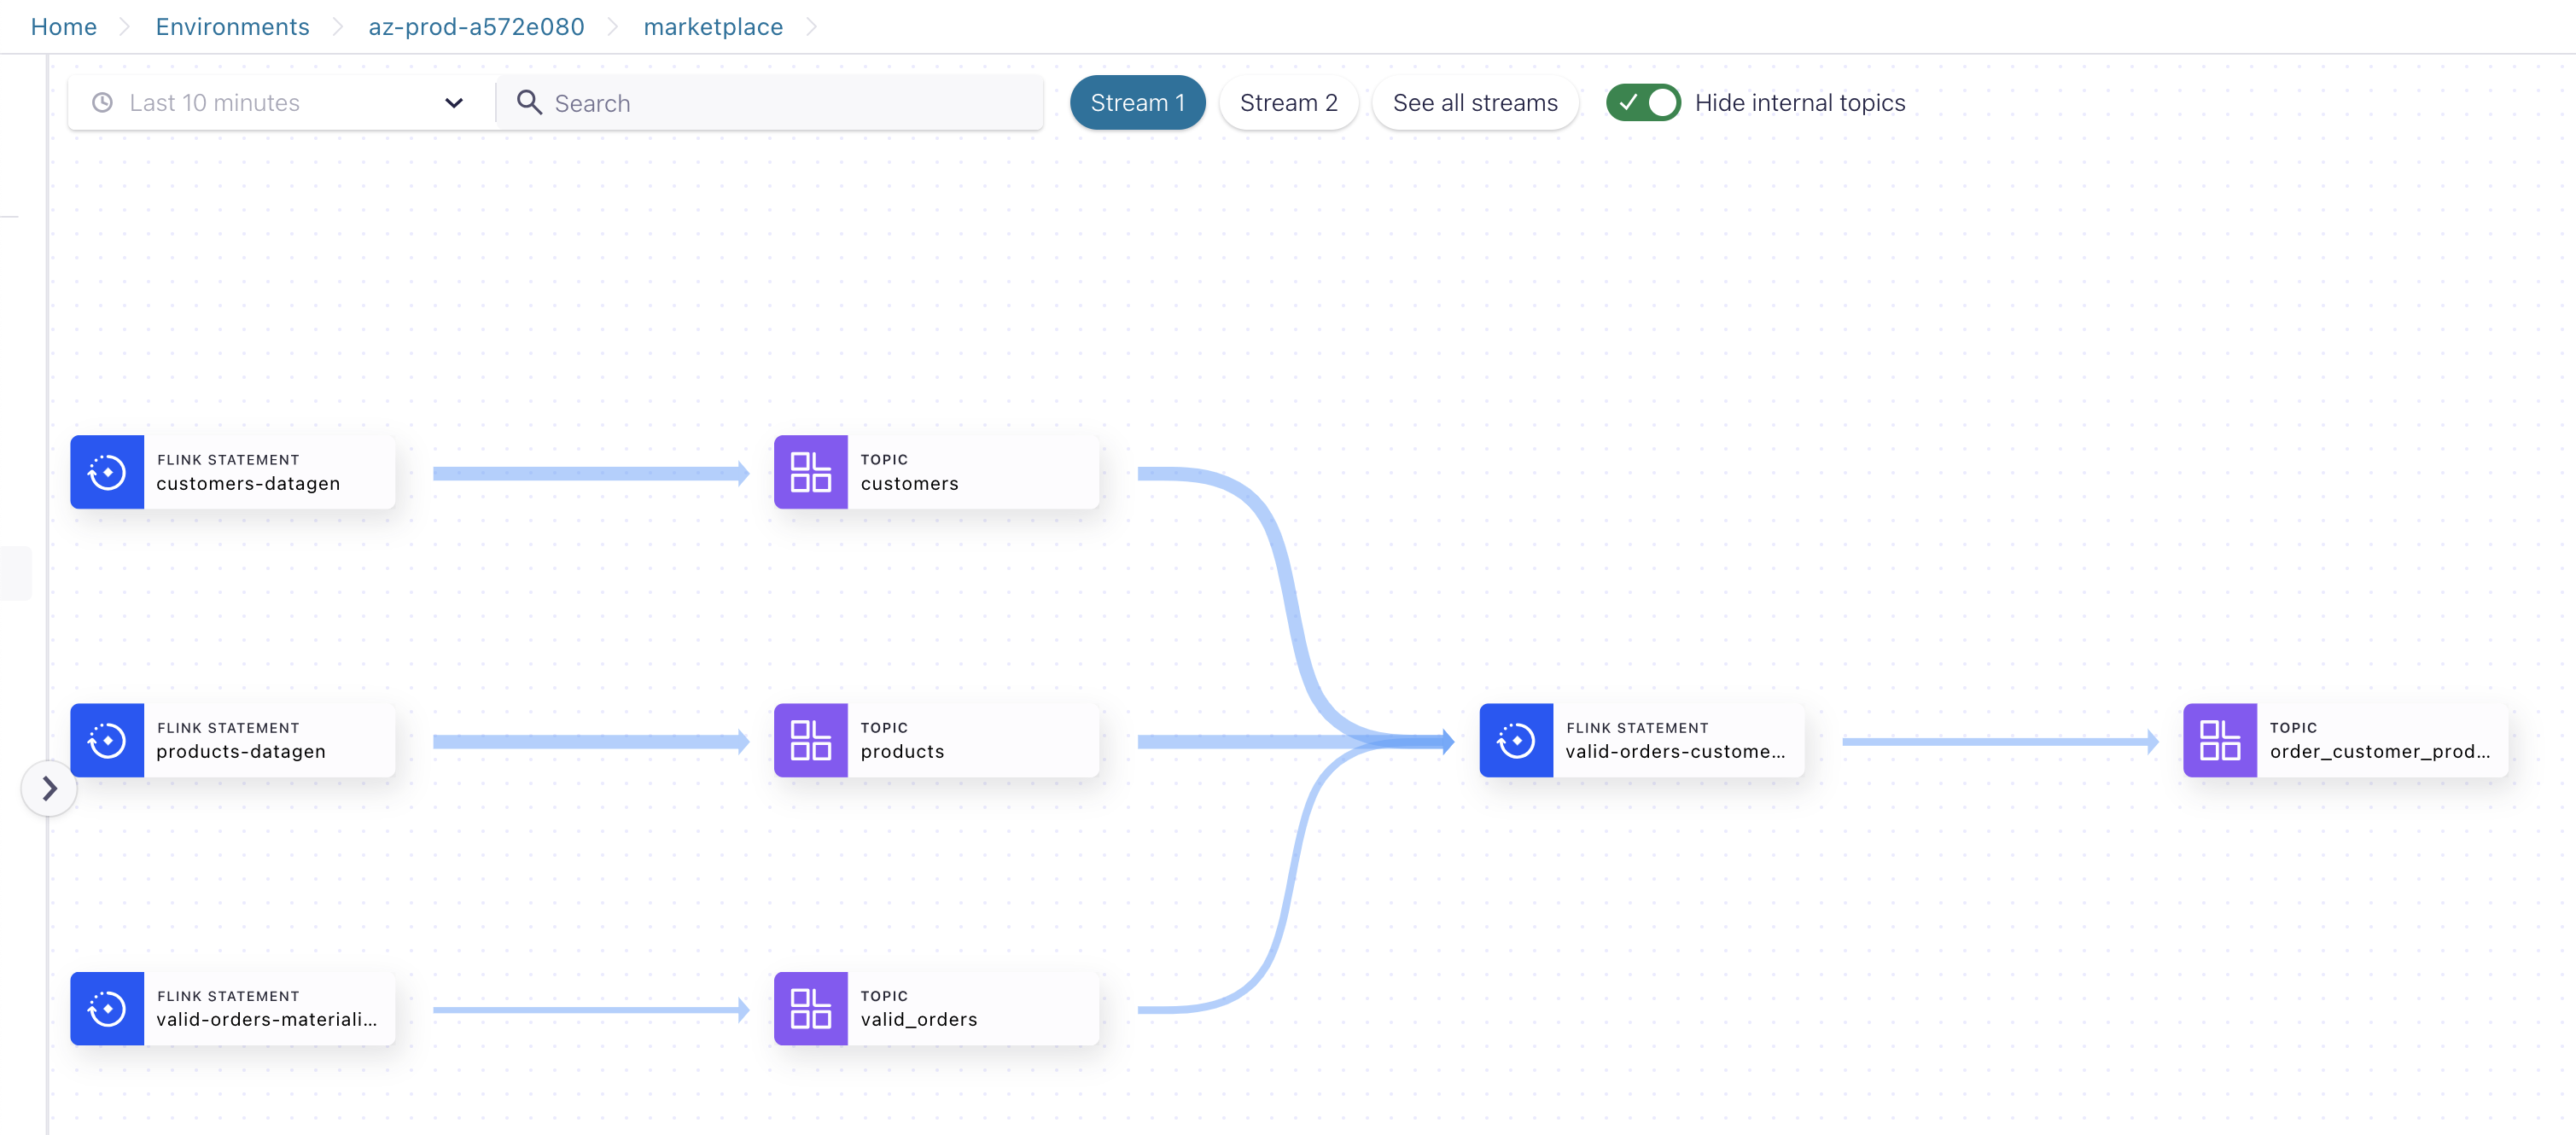 Home Environments az-prod-a572e080 marketplace
Last 10 minutes Search Stream 1 Stream 2 See all streams Hide internal topics
FLINK STATEMENT
customers-datagen
TOPIC
customers
FLINK STATEMENT
products-datagen
TOPIC
products
FLINK STATEMENT
valid-orders-custome...
TOPIC
order_customer_prod...
FLINK STATEMENT
valid-orders-materiali...
TOPIC
valid_orders